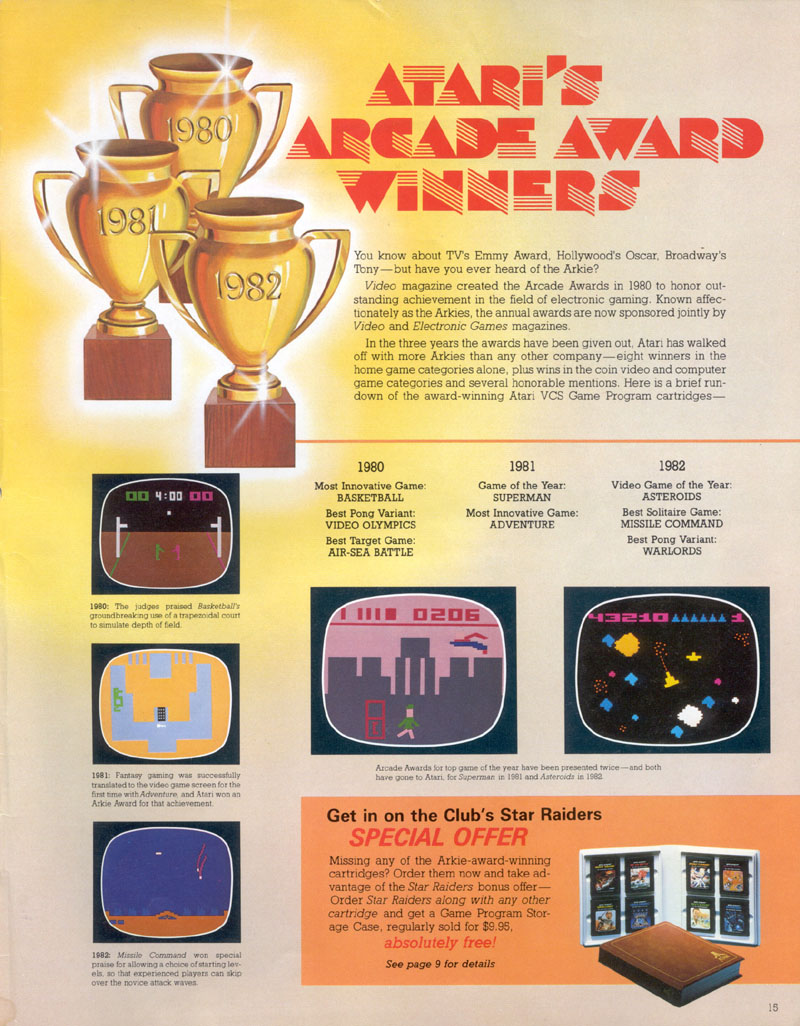 1980
1981
1982
ATARI'S
ARCADE AWARD
WINNERS
You know about TV's Emmy Award, Hollywood's Oscar, Broadway's
Tony—but have you ever heard of the Arkie?
Video magazine created the Arcade Awards in 1980 to honor out-
standing achievement in the field of electronic gaming. Known affec-
tionately as the Arkies, the annual awards are now sponsored jointly by
Video and Electronic Games magazines.
In the three years the awards have been given out, Atari has walked
off with more Arkies than any other company—eight winners in the
home game categories alone, plus wins in the coin video and computer
game categories and several honorable mentions. Here is a brief run-
down of the award-winning Atari VCS Game Program cartridges—
1980
Most Innovative Game:
BASKETBALL
Best Pong Variant:
VIDEO OLYMPICS
Best Target Game:
AIR-SEA BATTLE
1981
Game of the Year:
SUPERMAN
Most Innovative Game:
ADVENTURE
1982
Video Game of the Year:
ASTEROIDS
Best Solitaire Game:
MISSILE COMMAND
Best Pong Variant:
WARLORDS
00 4:00 00
1980: The judges praised Basketball's
groundbreaking use of a trapezoidal court
to simulate depth of field.
1981: Fantasy gaming was successfully
translated to the video game screen for the
first time with Adventure, and Atari won an
Arkie Award for that achievement.
1982: Missile Command won special
praise for allowing a choice of starting lev-
els, so that experienced players can skip
over the novice attack waves.
0206
43210 1
Arcade Awards for top game of the year have been presented twice—and both
have gone to Atari, for Superman in 1981 and Asteroids in 1982.
Get in on the Club's Star Raiders
SPECIAL OFFER
Missing any of the Arkie-award-winning
cartridges? Order them now and take ad-
vantage of the Star Raiders bonus offer—
Order Star Raiders along with any other
cartridge and get a Game Program Stor-
age Case, regularly sold for $9.95,
absolutely free!
See page 9 for details
15